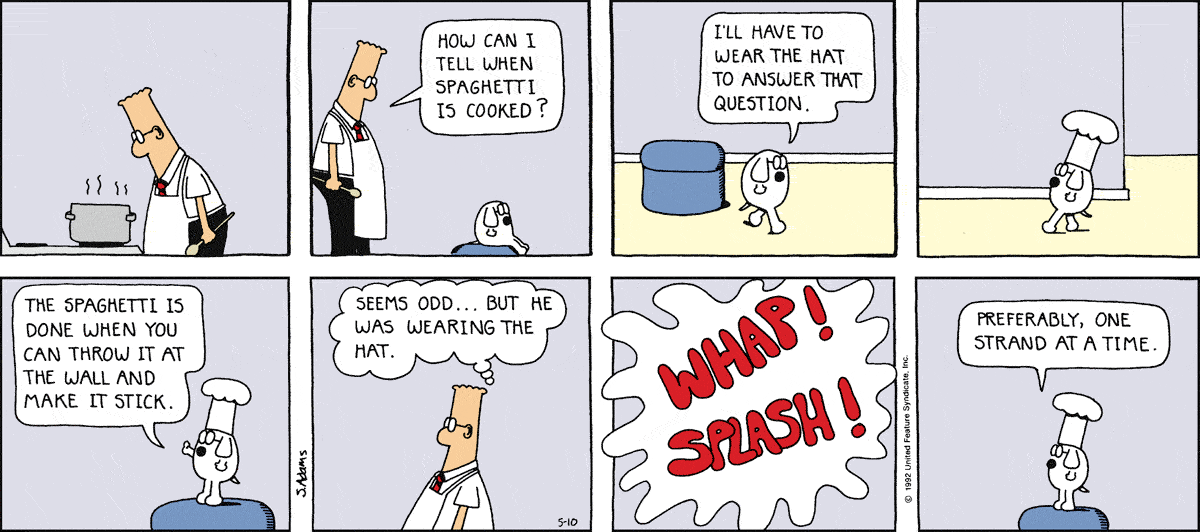 HOW CAN I
TELL WHEN
SPAGHETTI
IS COOKED?
I'LL HAVE TO
WEAR THE HAT
TO ANSWER THAT
QUESTION.
THE SPAGHETTI IS
DONE WHEN YOU
CAN THROW IT AT
THE WALL AND
MAKE IT STICK.
S.ADAMS
SEEMS ODD... BUT HE
WAS WEARING THE
HAT.
5-10
WHAP!
SPLASH!
© 1992 United Feature Syndicate, Inc.
PREFERABLY, ONE
STRAND AT A TIME.